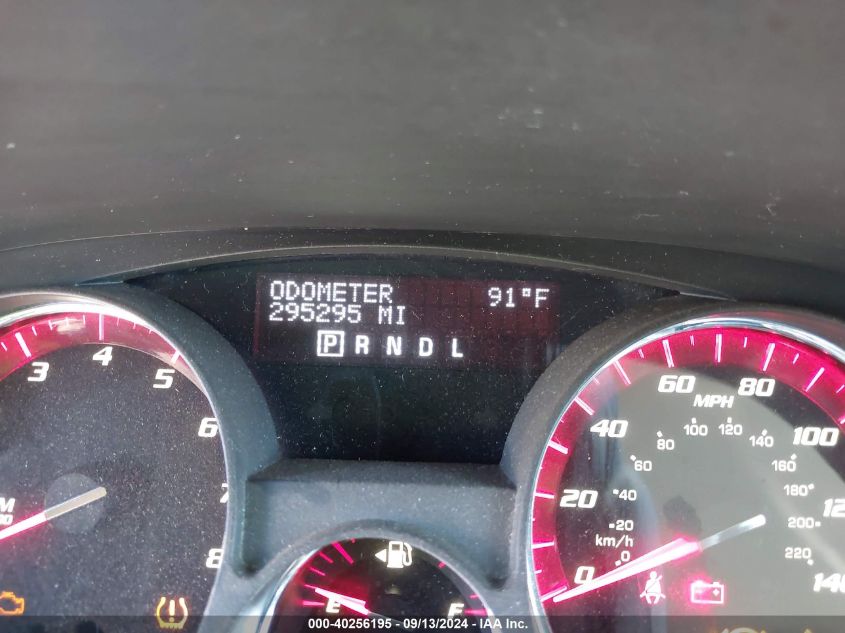 ODOMETER 91°F
295295 MI
P R N D L
3 4 5 6 7 8
0 20 40 60 80 100
MPH
20 40 60 80 100 120 140 160 180 200 220
km/h
0
140
E F
000-40256195 - 09/13/2024 - IAA Inc.